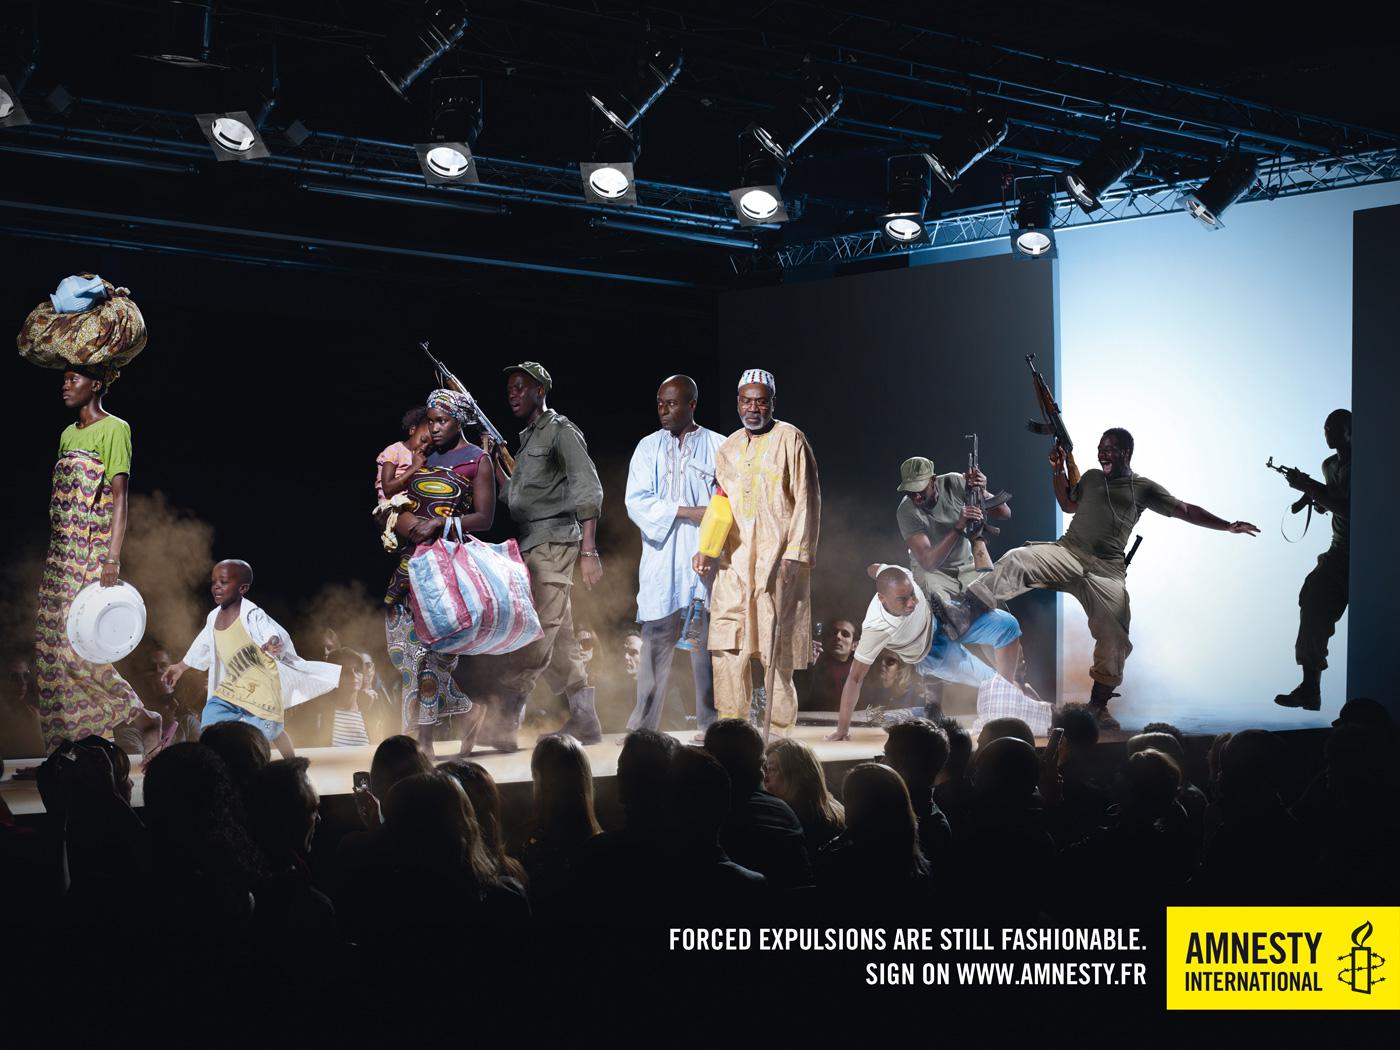 FORCED EXPULSIONS ARE STILL FASHIONABLE.
SIGN ON WWW.AMNESTY.FR
AMNESTY
INTERNATIONAL